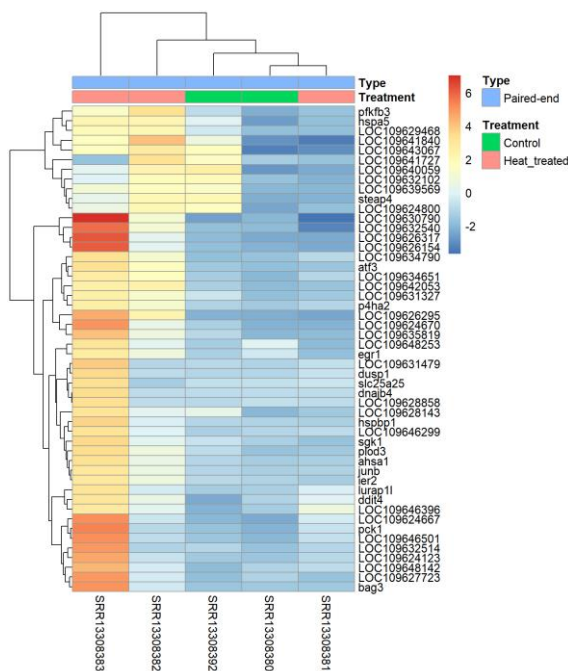 Type
Treatment
pfkfb3
hspa5
LOC109629468
LOC109641840
LOC109643067
LOC109641727
LOC109640059
LOC109632102
LOC109639569
steap4
LOC109624800
LOC109630790
LOC109632540
LOC109626317
LOC109626154
LOC109634790
atf3
LOC109634651
LOC109642053
LOC109631327
p4ha2
LOC109626295
LOC109624670
LOC109635819
LOC109648253
egr1
LOC109631479
dusp1
slc25a25
dnajb4
LOC109628858
LOC109628143
hspbp1
LOC109646299
sgk1
plod3
ahsa1
junb
ier2
lurap1l
ddit4
LOC109646396
LOC109624667
pck1
LOC109646501
LOC109632514
LOC109624123
LOC109648142
LOC109627723
bag3
SRR13308383
SRR13308382
SRR13308392
SRR13308380
SRR13308381
6
4
2
0
-2
Type
Paired-end
Treatment
Control
Heat_treated